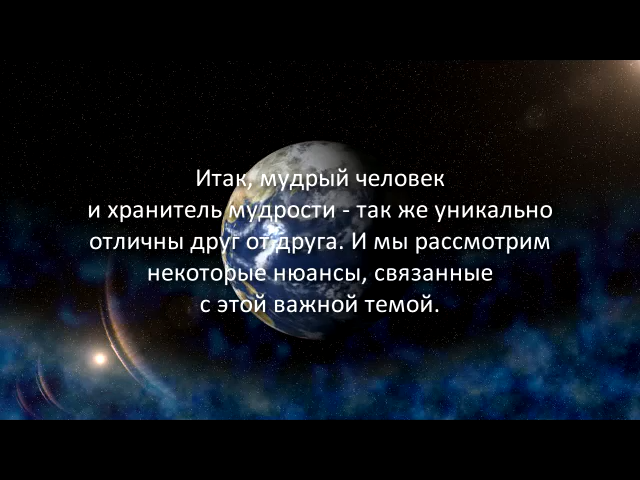 Итак, мудрый человек
и хранитель мудрости - так же уникально
отличны друг от друга. И мы рассмотрим
некоторые нюансы, связанные
с этой важной темой.